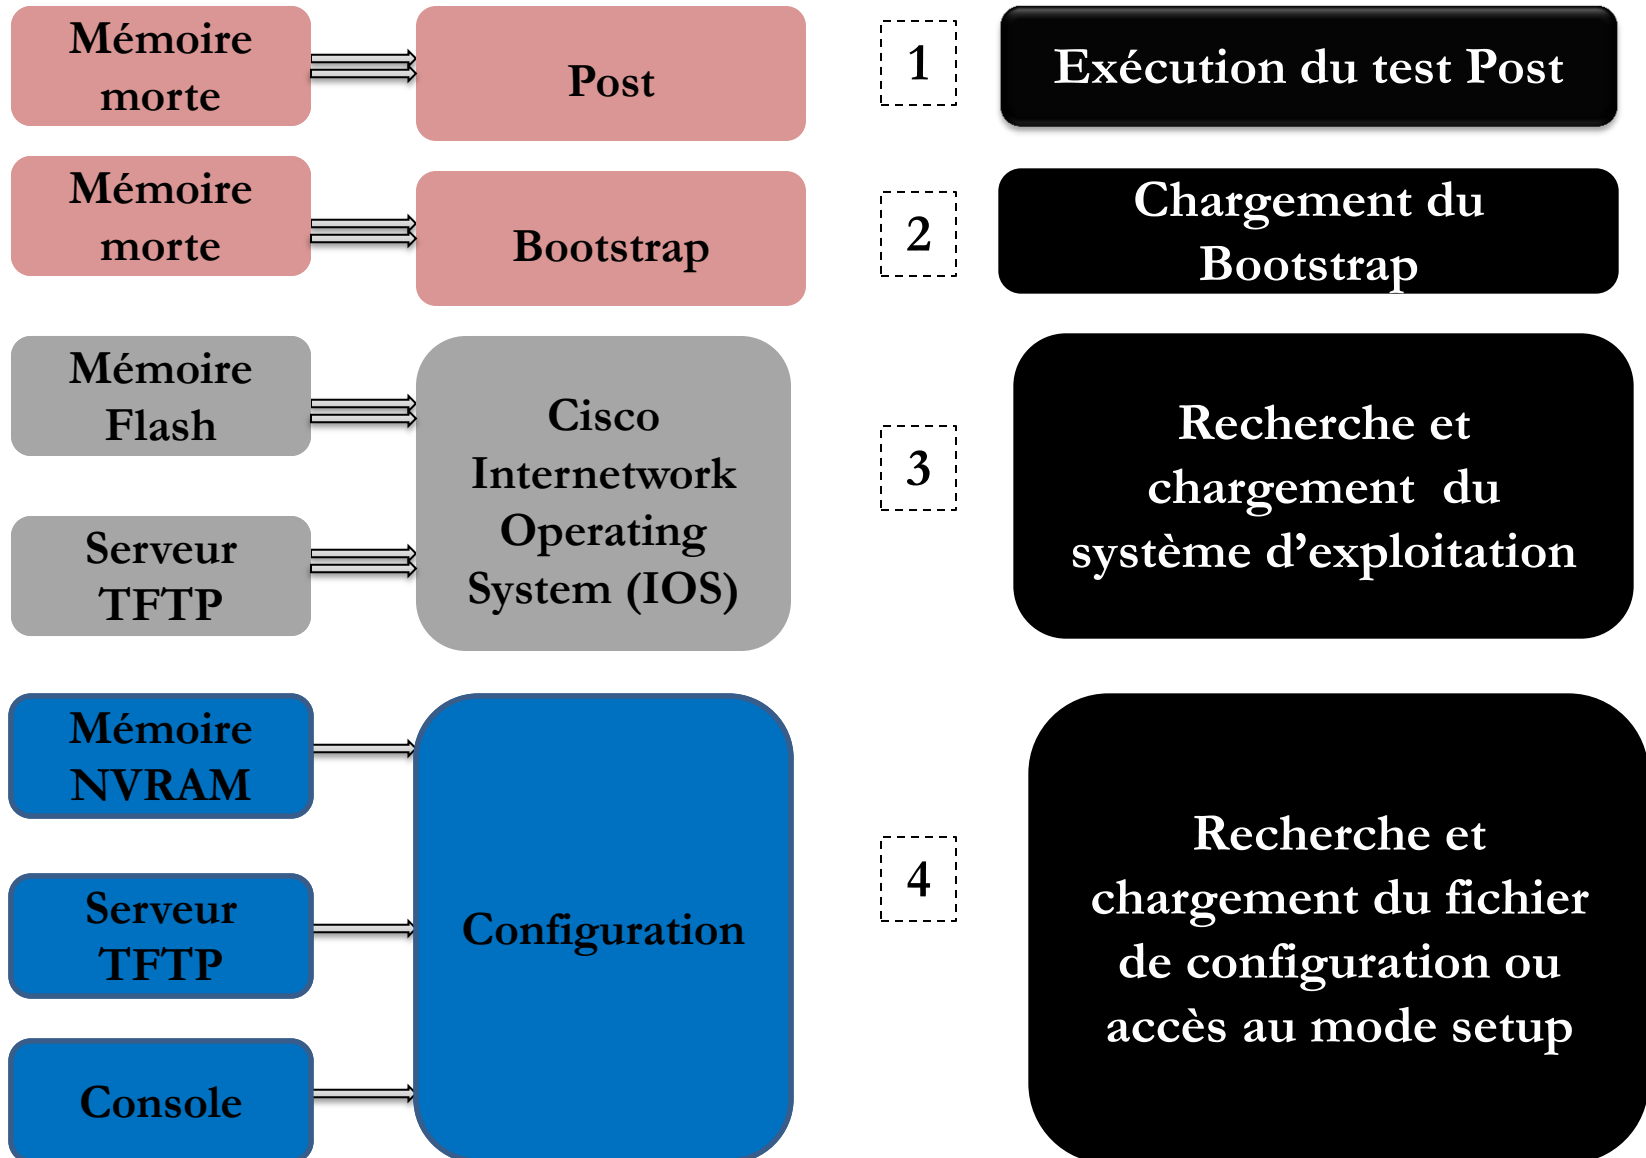 Mémoire
morte
Post
1
Exécution du test Post
Mémoire
morte
Bootstrap
2
Chargement du
Bootstrap
Mémoire
Flash
Serveur
TFTP
Cisco
Internetwork
Operating
System (IOS)
3
Recherche et
chargement du
système d’exploitation
Mémoire
NVRAM
Serveur
TFTP
Console
Configuration
4
Recherche et
chargement du fichier
de configuration ou
accès au mode setup